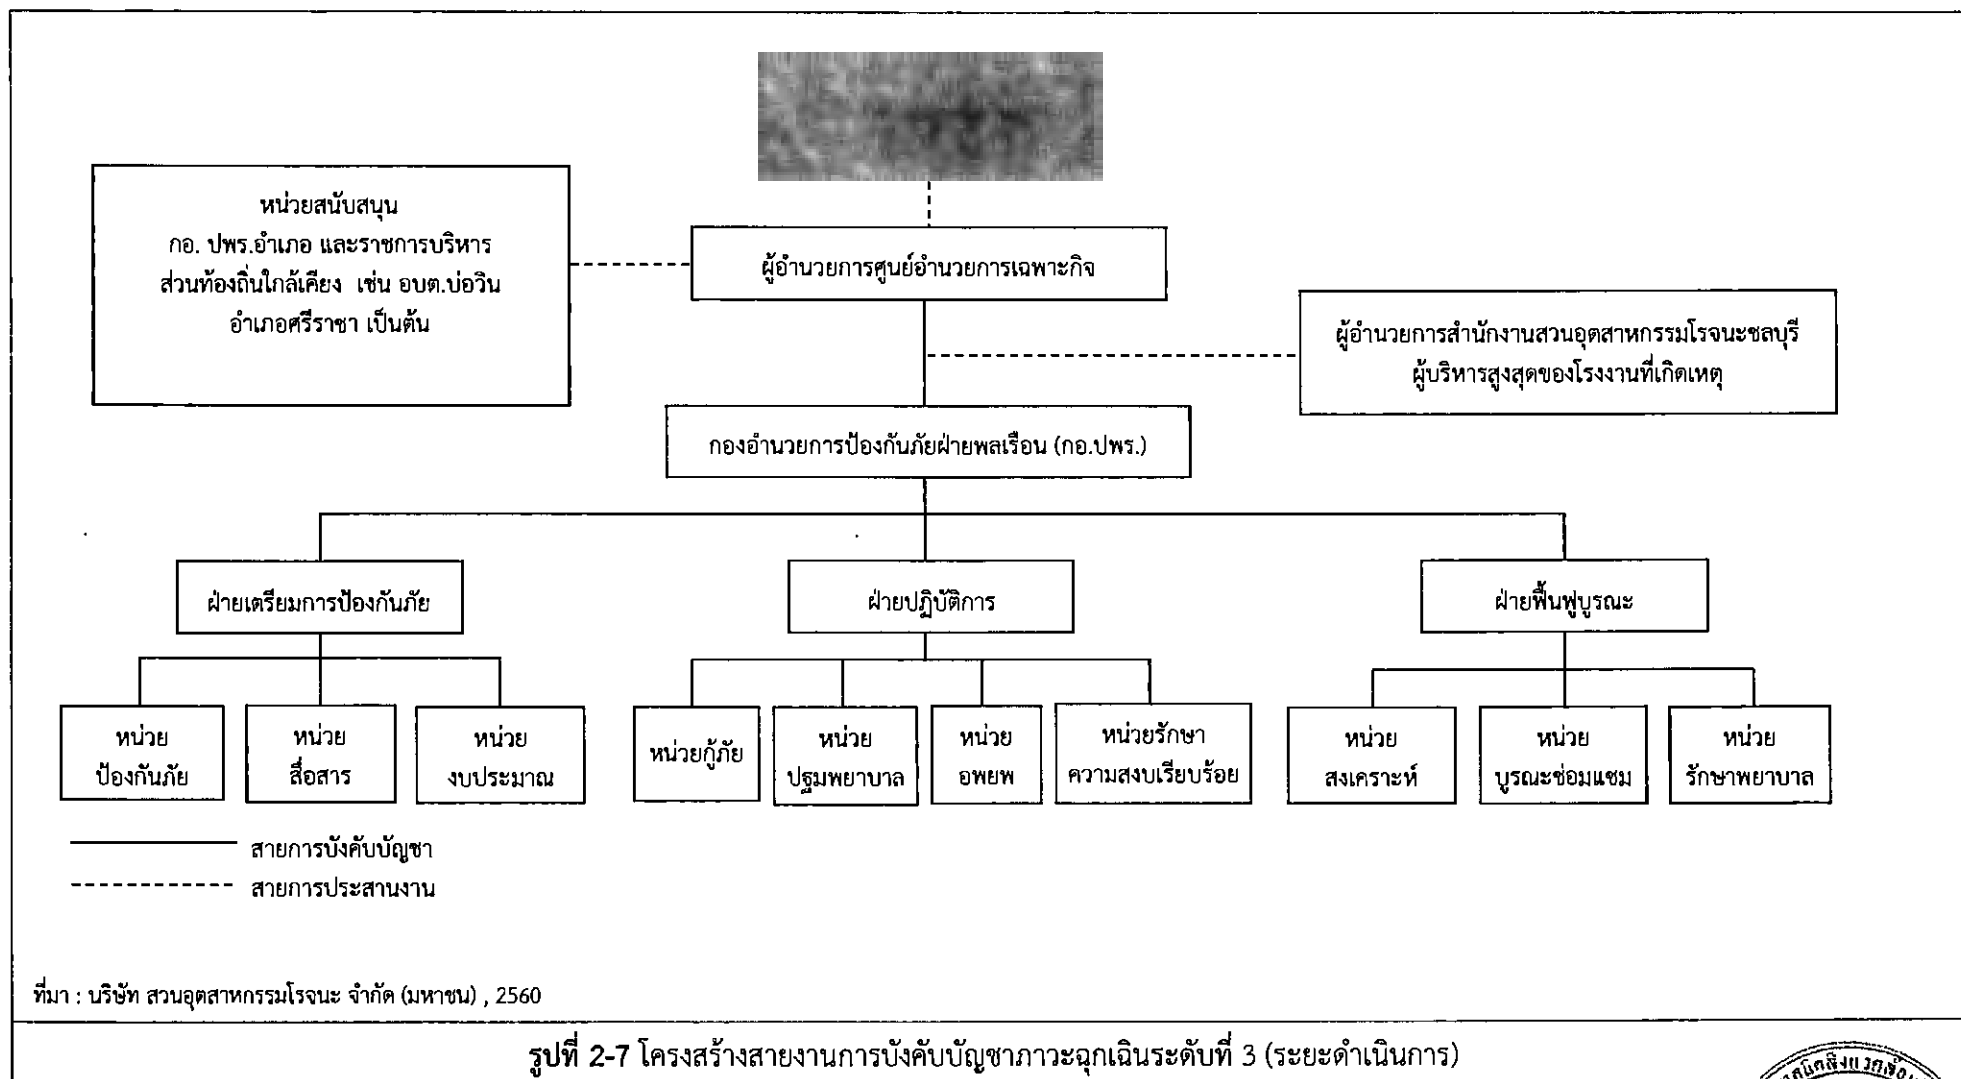 หน่วยสนับสนุน
กอ. ปพร.อำเภอ และราชการบริหาร
ส่วนท้องถิ่นใกล้เคียง เช่น อบต.บ่อวิน
อำเภอศรีราชา เป็นต้น
ผู้อำนวยการศูนย์อำนวยการเฉพาะกิจ
ผู้อำนวยการสำนักงานสวนอุตสาหกรรมโรจนะชลบุรี
ผู้บริหารสูงสุดของโรงงานที่เกิดเหตุ
กองอำนวยการป้องกันภัยฝ่ายพลเรือน (กอ.ปพร.)
ฝ่ายเตรียมการป้องกันภัย
ฝ่ายปฏิบัติการ
ฝ่ายฟื้นฟูบูรณะ
หน่วย
ป้องกันภัย
หน่วย
สื่อสาร
หน่วย
งบประมาณ
หน่วยกู้ภัย
หน่วย
ปฐมพยาบาล
หน่วย
อพยพ
หน่วยรักษา
ความสงบเรียบร้อย
หน่วย
สงเคราะห์
หน่วย
บูรณะซ่อมแซม
หน่วย
รักษาพยาบาล
สายการบังคับบัญชา
สายการประสานงาน
ที่มา : บริษัท สวนอุตสาหกรรมโรจนะ จำกัด (มหาชน) , 2560
รูปที่ 2-7 โครงสร้างสายงานการบังคับบัญชาภาวะฉุกเฉินระดับที่ 3 (ระยะดำเนินการ)